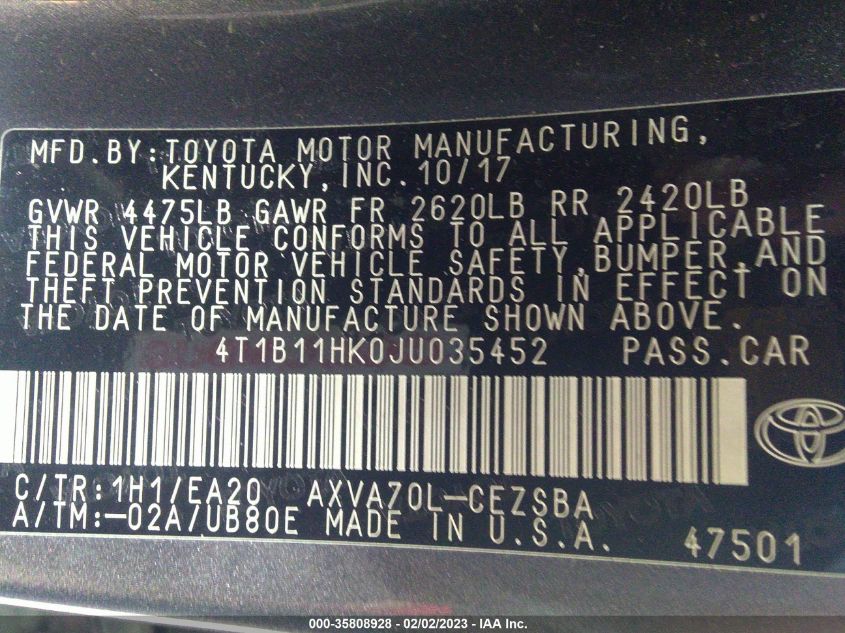 MFD.BY:TOYOTA MOTOR MANUFACTURING,
KENTUCKY,INC. 10/17
GVWR 4475LB GAWR FR 2620LB RR 2420LB
THIS VEHICLE CONFORMS TO ALL APPLICABLE
FEDERAL MOTOR VEHICLE SAFETY,BUMPER,AND
THEFT PREVENTION STANDARDS IN EFFECT ON
THE DATE OF MANUFACTURE SHOWN ABOVE.
4T1B11HK0JU035452 PASS.CAR
C/TR:1H1/EA20 AXVA70L-CEZSBA
A/TM:-02A/UB80E MADE IN U.S.A. 47501
000-35808928 - 02/02/2023 - IAA Inc.